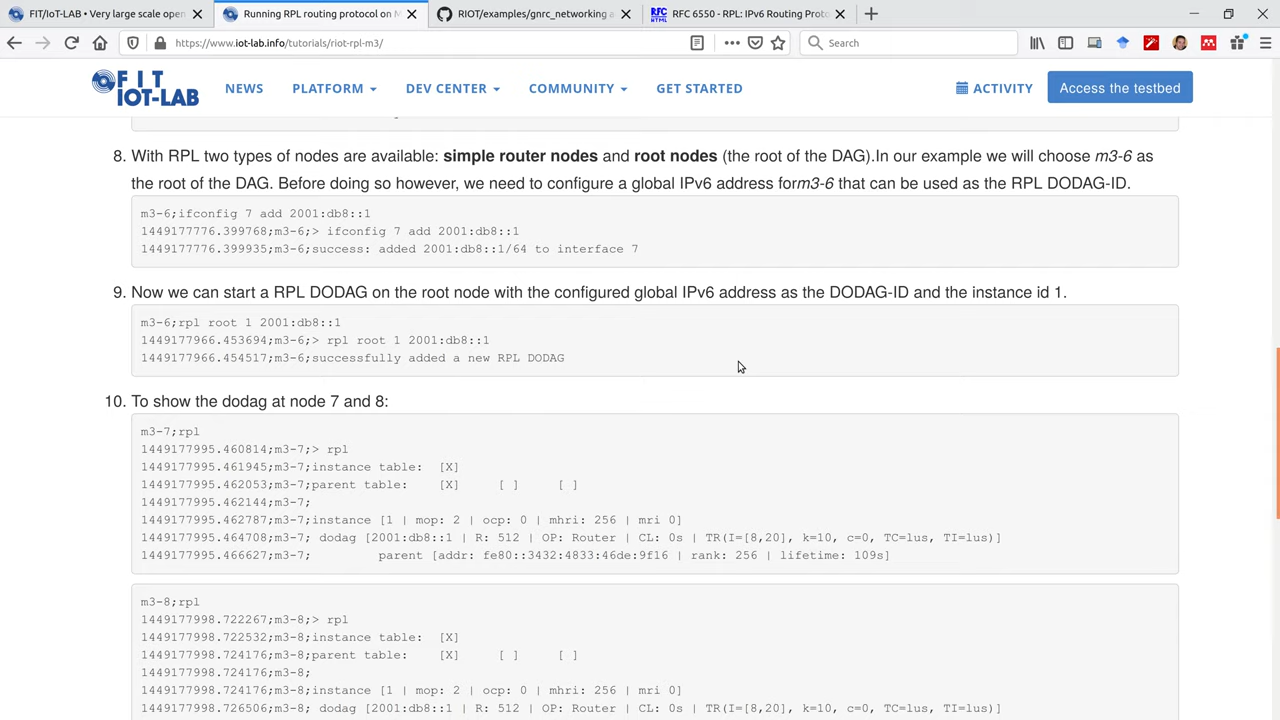 FIT/IoT-LAB • Very large scale open
Running RPL routing protocol on M
RIOT/examples/gnrc_networking a
RFC 6550 - RPL: IPv6 Routing Proto
https://www.iot-lab.info/tutorials/riot-rpl-m3/
Search
FIT
IOT-LAB
NEWS
PLATFORM
DEV CENTER
COMMUNITY
GET STARTED
ACTIVITY
Access the testbed
8. With RPL two types of nodes are available: simple router nodes and root nodes (the root of the DAG).In our example we will choose m3-6 as
the root of the DAG. Before doing so however, we need to configure a global IPv6 address form3-6 that can be used as the RPL DODAG-ID.
m3-6;ifconfig 7 add 2001:db8::1
1449177776.399768;m3-6;> ifconfig 7 add 2001:db8::1
1449177776.399935;m3-6;success: added 2001:db8::1/64 to interface 7
9. Now we can start a RPL DODAG on the root node with the configured global IPv6 address as the DODAG-ID and the instance id 1.
m3-6;rpl root 1 2001:db8::1
1449177966.453694;m3-6;> rpl root 1 2001:db8::1
1449177966.454517;m3-6;successfully added a new RPL DODAG
10. To show the dodag at node 7 and 8:
m3-7;rpl
1449177995.460814;m3-7;> rpl
1449177995.461945;m3-7;instance table: [X]
1449177995.462053;m3-7;parent table: [X] [ ] [ ]
1449177995.462144;m3-7;
1449177995.462787;m3-7;instance [1 | mop: 2 | ocp: 0 | mhri: 256 | mri 0]
1449177995.464708;m3-7; dodag [2001:db8::1 | R: 512 | OP: Router | CL: 0s | TR(I=[8,20], k=10, c=0, TC=lus, TI=lus)]
1449177995.466627;m3-7; parent [addr: fe80::3432:4833:46de:9f16 | rank: 256 | lifetime: 109s]
m3-8;rpl
1449177998.722267;m3-8;> rpl
1449177998.722532;m3-8;instance table: [X]
1449177998.724176;m3-8;parent table: [X] [ ] [ ]
1449177998.724176;m3-8;
1449177998.724176;m3-8;instance [1 | mop: 2 | ocp: 0 | mhri: 256 | mri 0]
1449177998.726506;m3-8; dodag [2001:db8::1 | R: 512 | OP: Router | CL: 0s | TR(I=[8,20], k=10, c=0, TC=lus, TI=lus)]